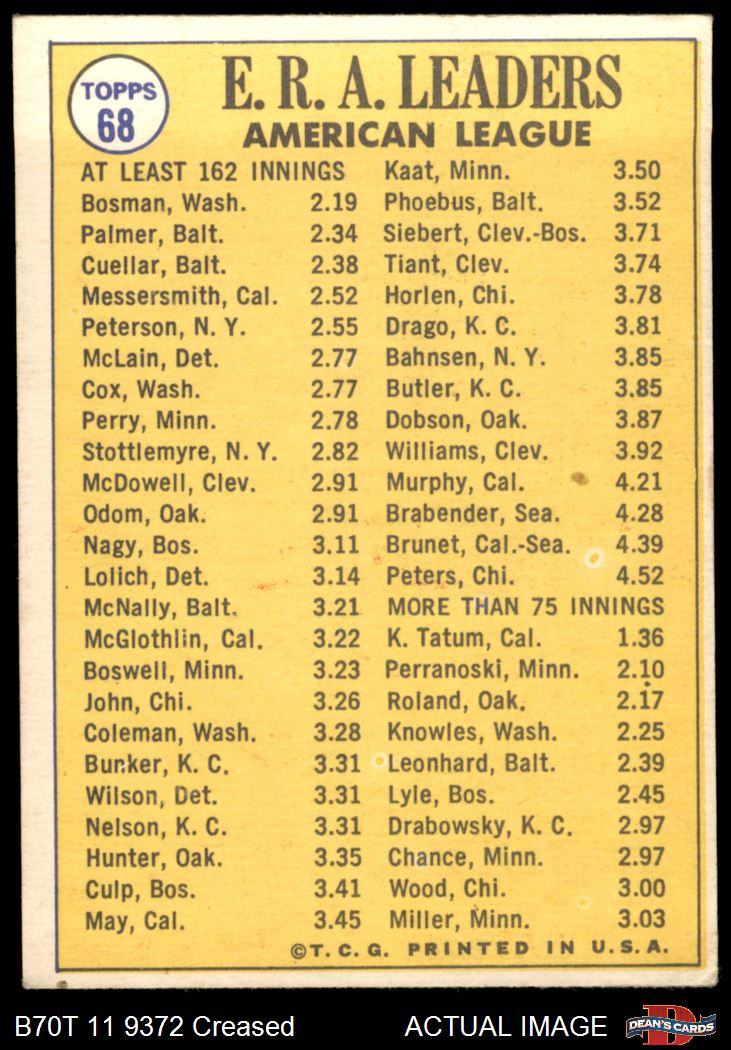 TOPPS
68
E. R. A. LEADERS
AMERICAN LEAGUE
AT LEAST 162 INNINGS
Bosman, Wash. 2.19
Palmer, Balt. 2.34
Cuellar, Balt. 2.38
Messersmith, Cal. 2.52
Peterson, N. Y. 2.55
McLain, Det. 2.77
Cox, Wash. 2.77
Perry, Minn. 2.78
Stottlemyre, N. Y. 2.82
McDowell, Clev. 2.91
Odom, Oak. 2.91
Nagy, Bos. 3.11
Lolich, Det. 3.14
McNally, Balt. 3.21
McGlothlin, Cal. 3.22
Boswell, Minn. 3.23
John, Chi. 3.26
Coleman, Wash. 3.28
Bunker, K. C. 3.31
Wilson, Det. 3.31
Nelson, K. C. 3.31
Hunter, Oak. 3.35
Culp, Bos. 3.41
May, Cal. 3.45
Kaat, Minn. 3.50
Phoebus, Balt. 3.52
Siebert, Clev.-Bos. 3.71
Tiant, Clev. 3.74
Horlen, Chi. 3.78
Drago, K. C. 3.81
Bahnsen, N. Y. 3.85
Butler, K. C. 3.85
Dobson, Oak. 3.87
Williams, Clev. 3.92
Murphy, Cal. 4.21
Brabender, Sea. 4.28
Brunet, Cal.-Sea. 4.39
Peters, Chi. 4.52
MORE THAN 75 INNINGS
K. Tatum, Cal. 1.36
Perranoski, Minn. 2.10
Roland, Oak. 2.17
Knowles, Wash. 2.25
Leonhard, Balt. 2.39
Lyle, Bos. 2.45
Drabowsky, K. C. 2.97
Chance, Minn. 2.97
Wood, Chi. 3.00
Miller, Minn. 3.03
©T. C. G. PRINTED IN U.S.A.
B70T 11 9372 Creased
ACTUAL IMAGE
D
DEAN'S CARDS